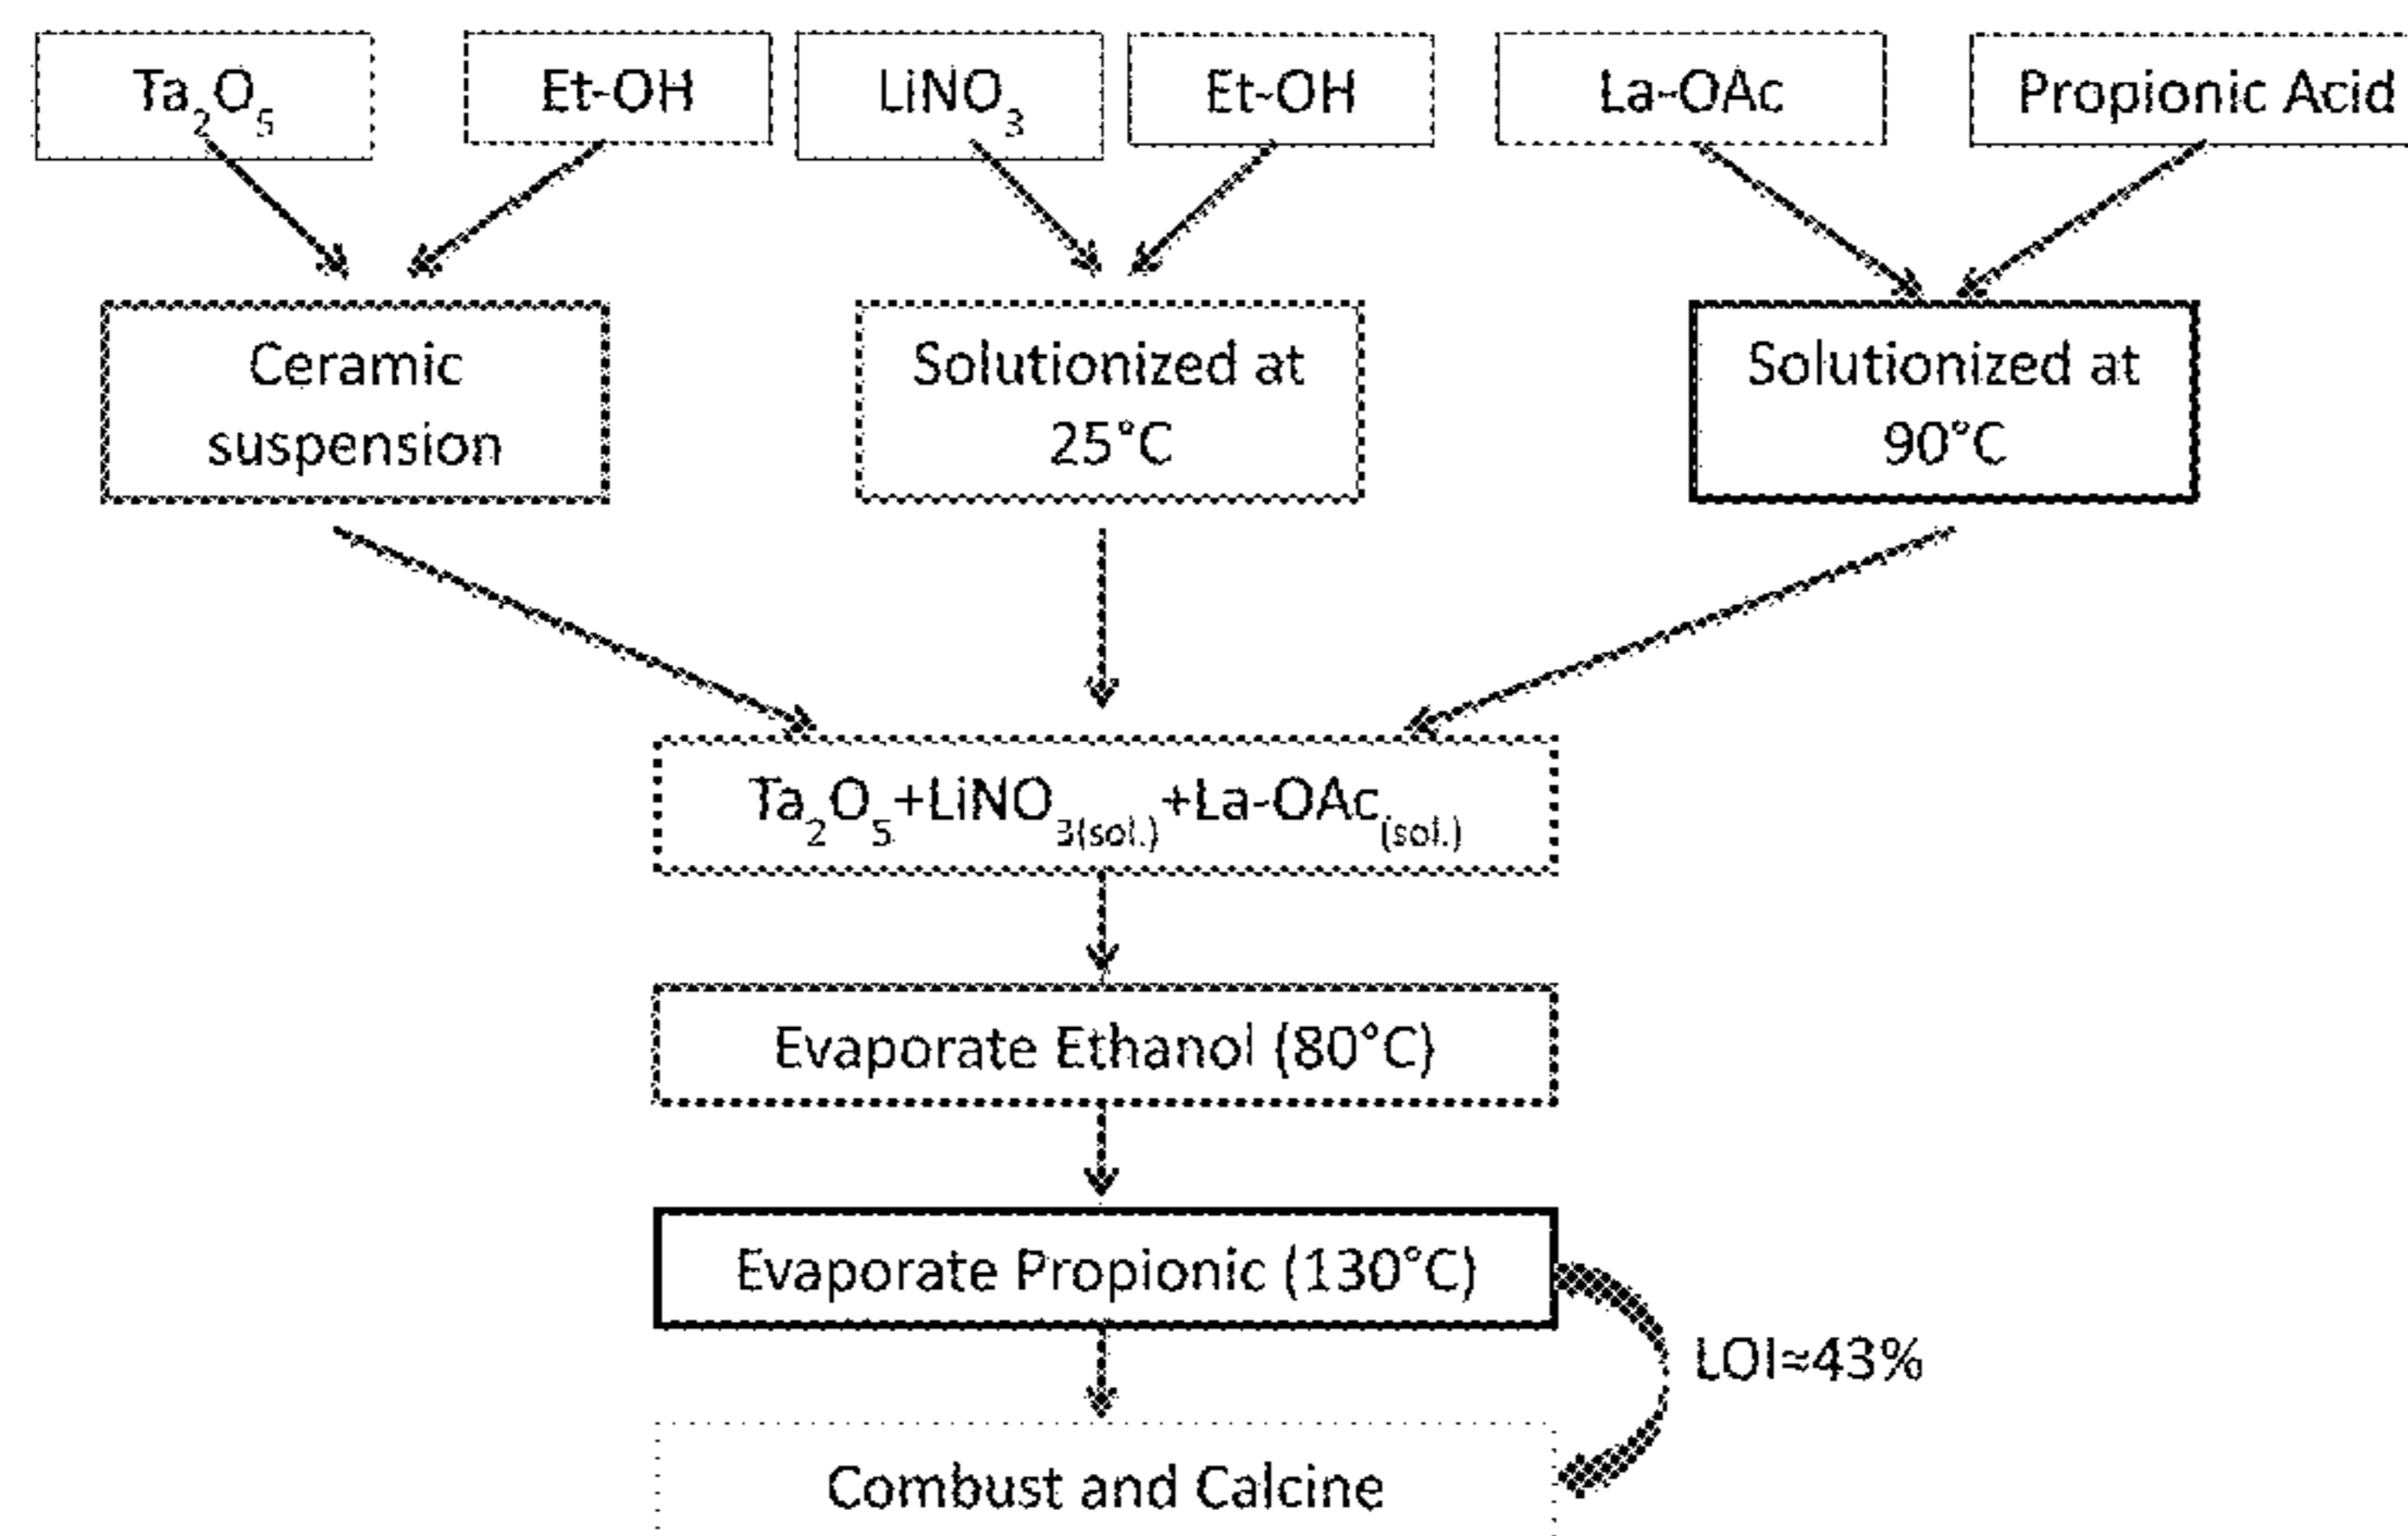 Ta2O5
Et-OH
LiNO3
Et-OH
La-OAc
Propionic Acid
Ceramic
suspension
Solutionized at
25°C
Solutionized at
90°C
Ta2O5+LiNO3(sol.)+La-OAc(sol.)
Evaporate Ethanol (80°C)
Evaporate Propionic (130°C)
LOI≈43%
Combust and Calcine